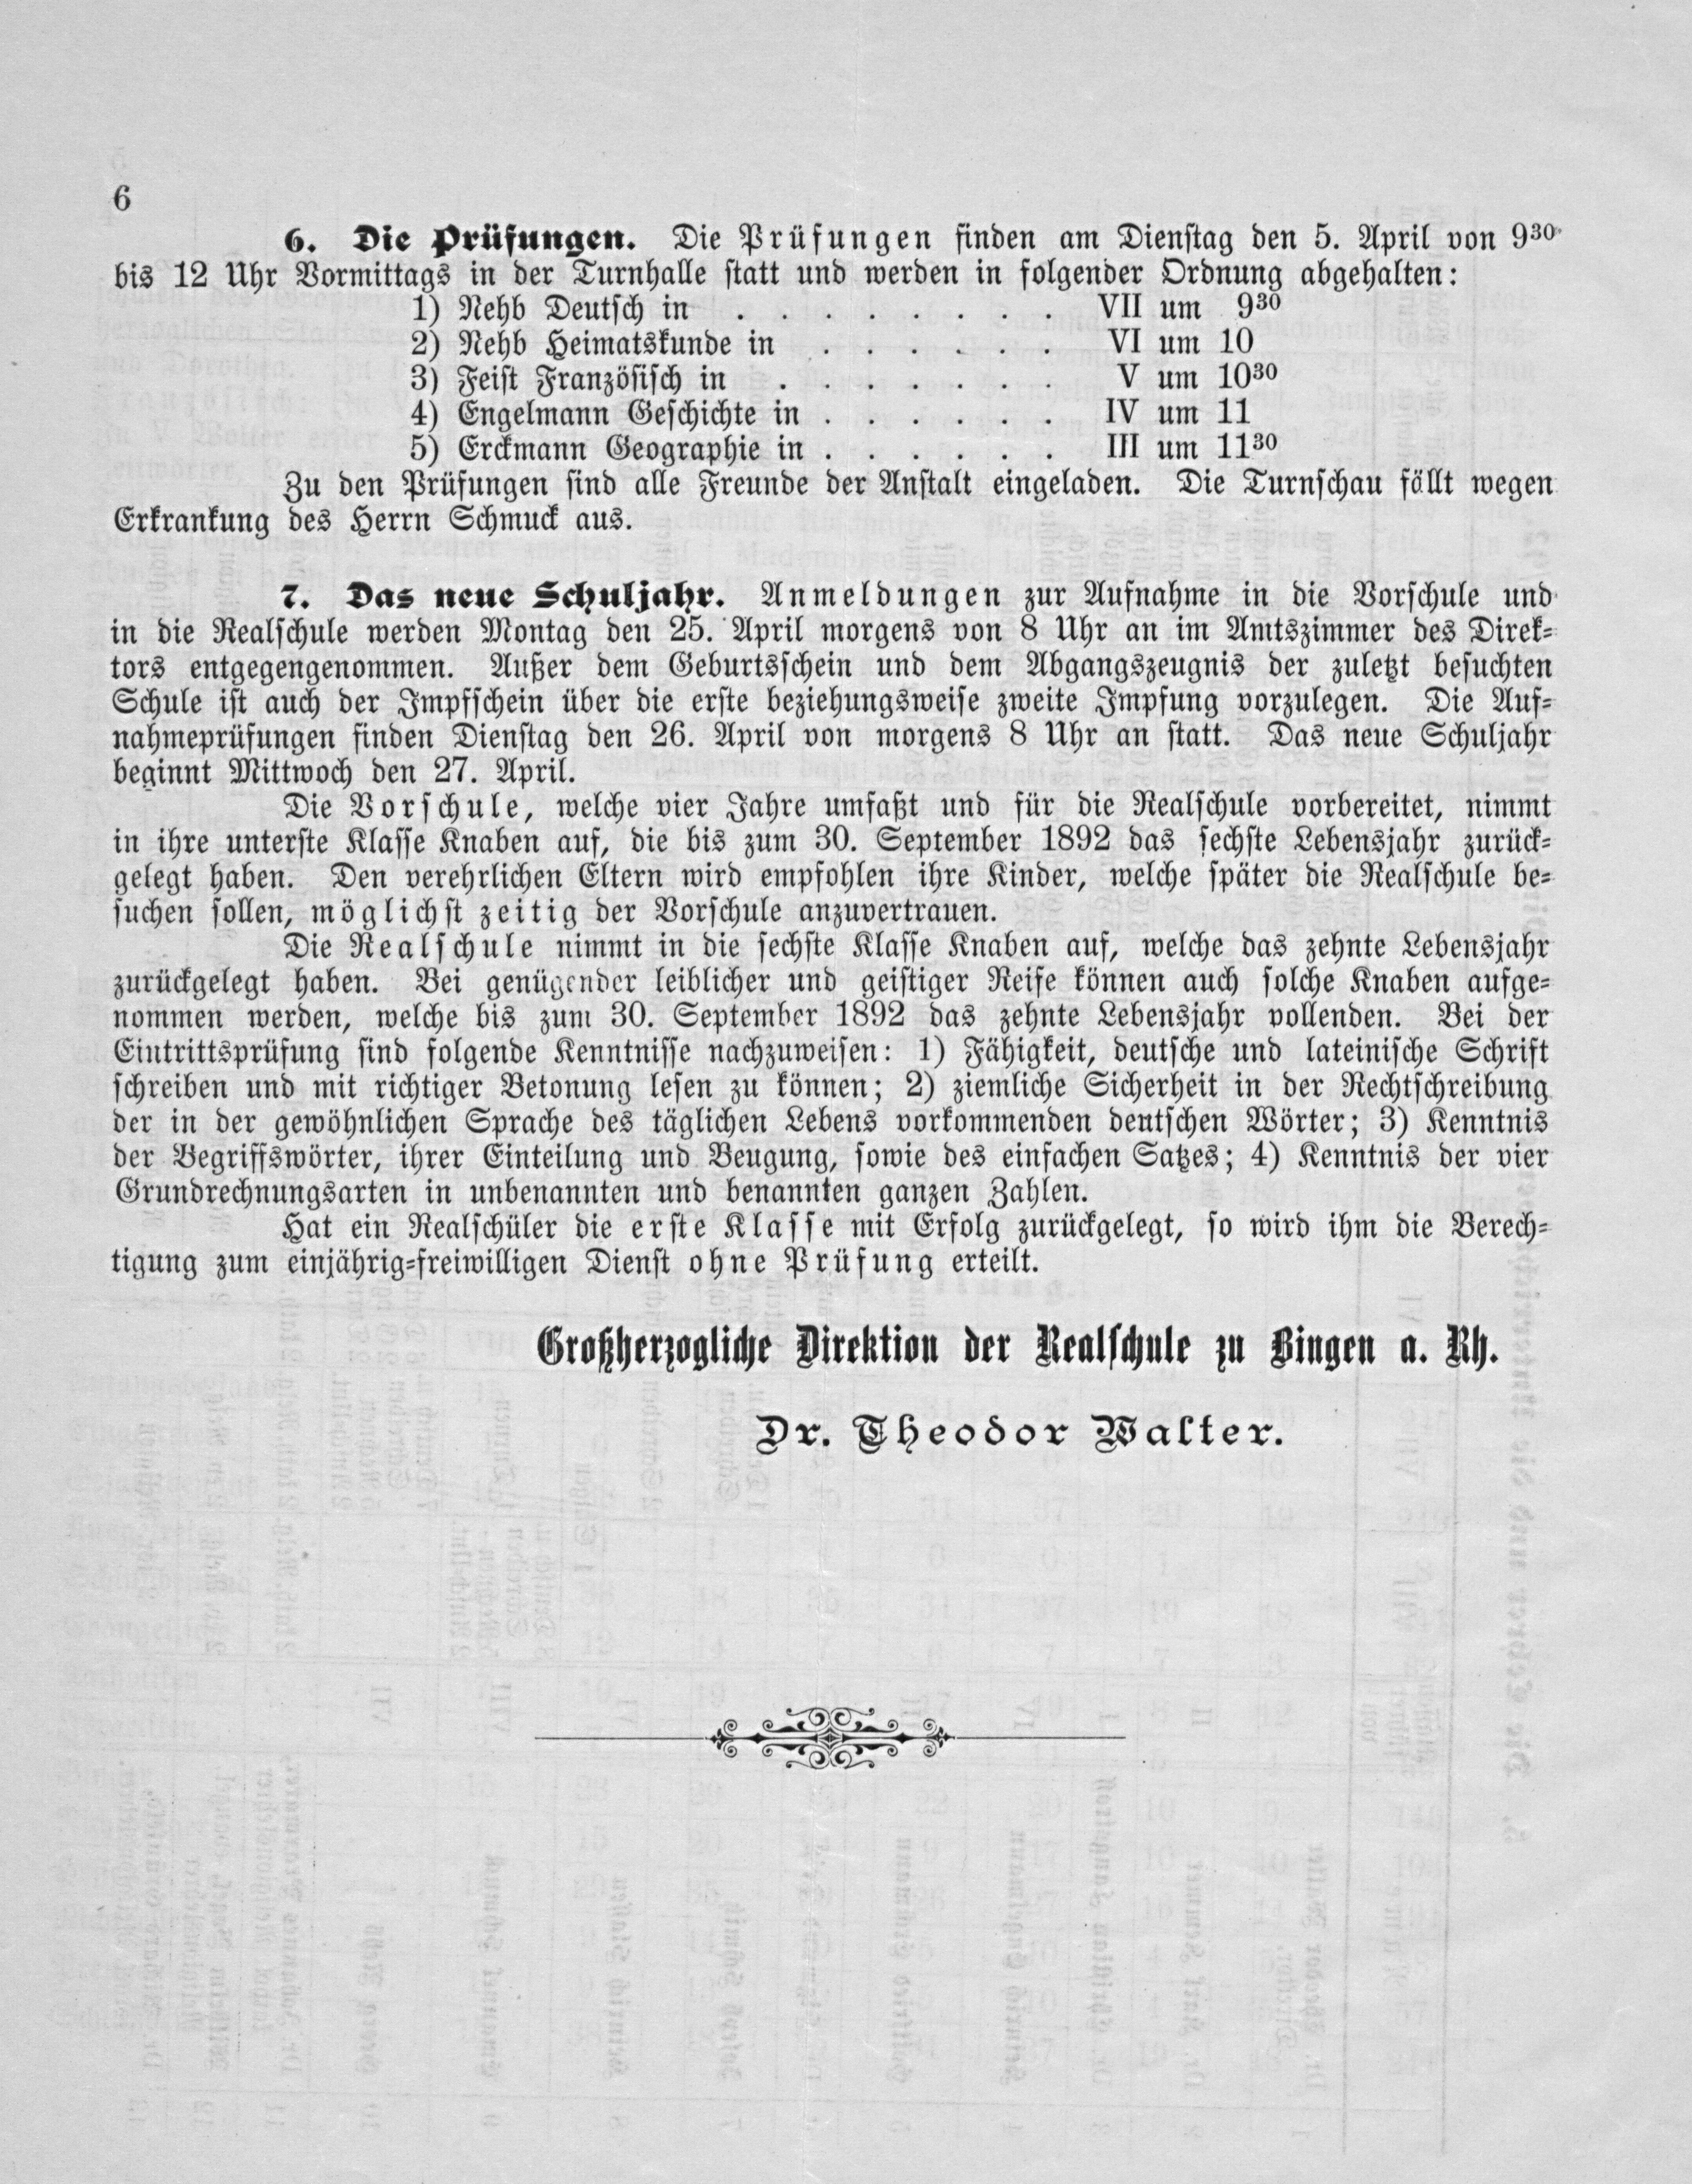 6
6. Die Prüfungen. Die Prüfungen finden am Dienstag den 5. April von 9³⁰
bis 12 Uhr Vormittags in der Turnhalle statt und werden in folgender Ordnung abgehalten:
1) Nehb Deutsch in . . . . . . . . VII um 9³⁰
2) Nehb Heimatskunde in . . . . . . VI um 10
3) Feist Französisch in . . . . . . . V um 10³⁰
4) Engelmann Geschichte in . . . . . . IV um 11
5) Erckmann Geographie in . . . . . . III um 11³⁰
Zu den Prüfungen sind alle Freunde der Anstalt eingeladen. Die Turnschau fällt wegen
Erkrankung des Herrn Schmuck aus.
7. Das neue Schuljahr. Anmeldungen zur Aufnahme in die Vorschule und
in die Realschule werden Montag den 25. April morgens von 8 Uhr an im Amtszimmer des Direk-
tors entgegengenommen. Außer dem Geburtsschein und dem Abgangszeugnis der zuletzt besuchten
Schule ist auch der Impfschein über die erste beziehungsweise zweite Impfung vorzulegen. Die Auf-
nahmeprüfungen finden Dienstag den 26. April von morgens 8 Uhr an statt. Das neue Schuljahr
beginnt Mittwoch den 27. April.
Die Vorschule, welche vier Jahre umfaßt und für die Realschule vorbereitet, nimmt
in ihre unterste Klasse Knaben auf, die bis zum 30. September 1892 das sechste Lebensjahr zurück-
gelegt haben. Den verehrlichen Eltern wird empfohlen ihre Kinder, welche später die Realschule be-
suchen sollen, möglichst zeitig der Vorschule anzuvertrauen.
Die Realschule nimmt in die sechste Klasse Knaben auf, welche das zehnte Lebensjahr
zurückgelegt haben. Bei genügender leiblicher und geistiger Reife können auch solche Knaben aufge-
nommen werden, welche bis zum 30. September 1892 das zehnte Lebensjahr vollenden. Bei der
Eintrittsprüfung sind folgende Kenntnisse nachzuweisen: 1) Fähigkeit, deutsche und lateinische Schrift
schreiben und mit richtiger Betonung lesen zu können; 2) ziemliche Sicherheit in der Rechtschreibung
der in der gewöhnlichen Sprache des täglichen Lebens vorkommenden deutschen Wörter; 3) Kenntnis
der Begriffswörter, ihrer Einteilung und Beugung, sowie des einfachen Satzes; 4) Kenntnis der vier
Grundrechnungsarten in unbenannten und benannten ganzen Zahlen.
Hat ein Realschüler die erste Klasse mit Erfolg zurückgelegt, so wird ihm die Berech-
tigung zum einjährig-freiwilligen Dienst ohne Prüfung erteilt.
Großherzogliche Direktion der Realschule zu Bingen a. Rh.
Dr. Theodor Walter.